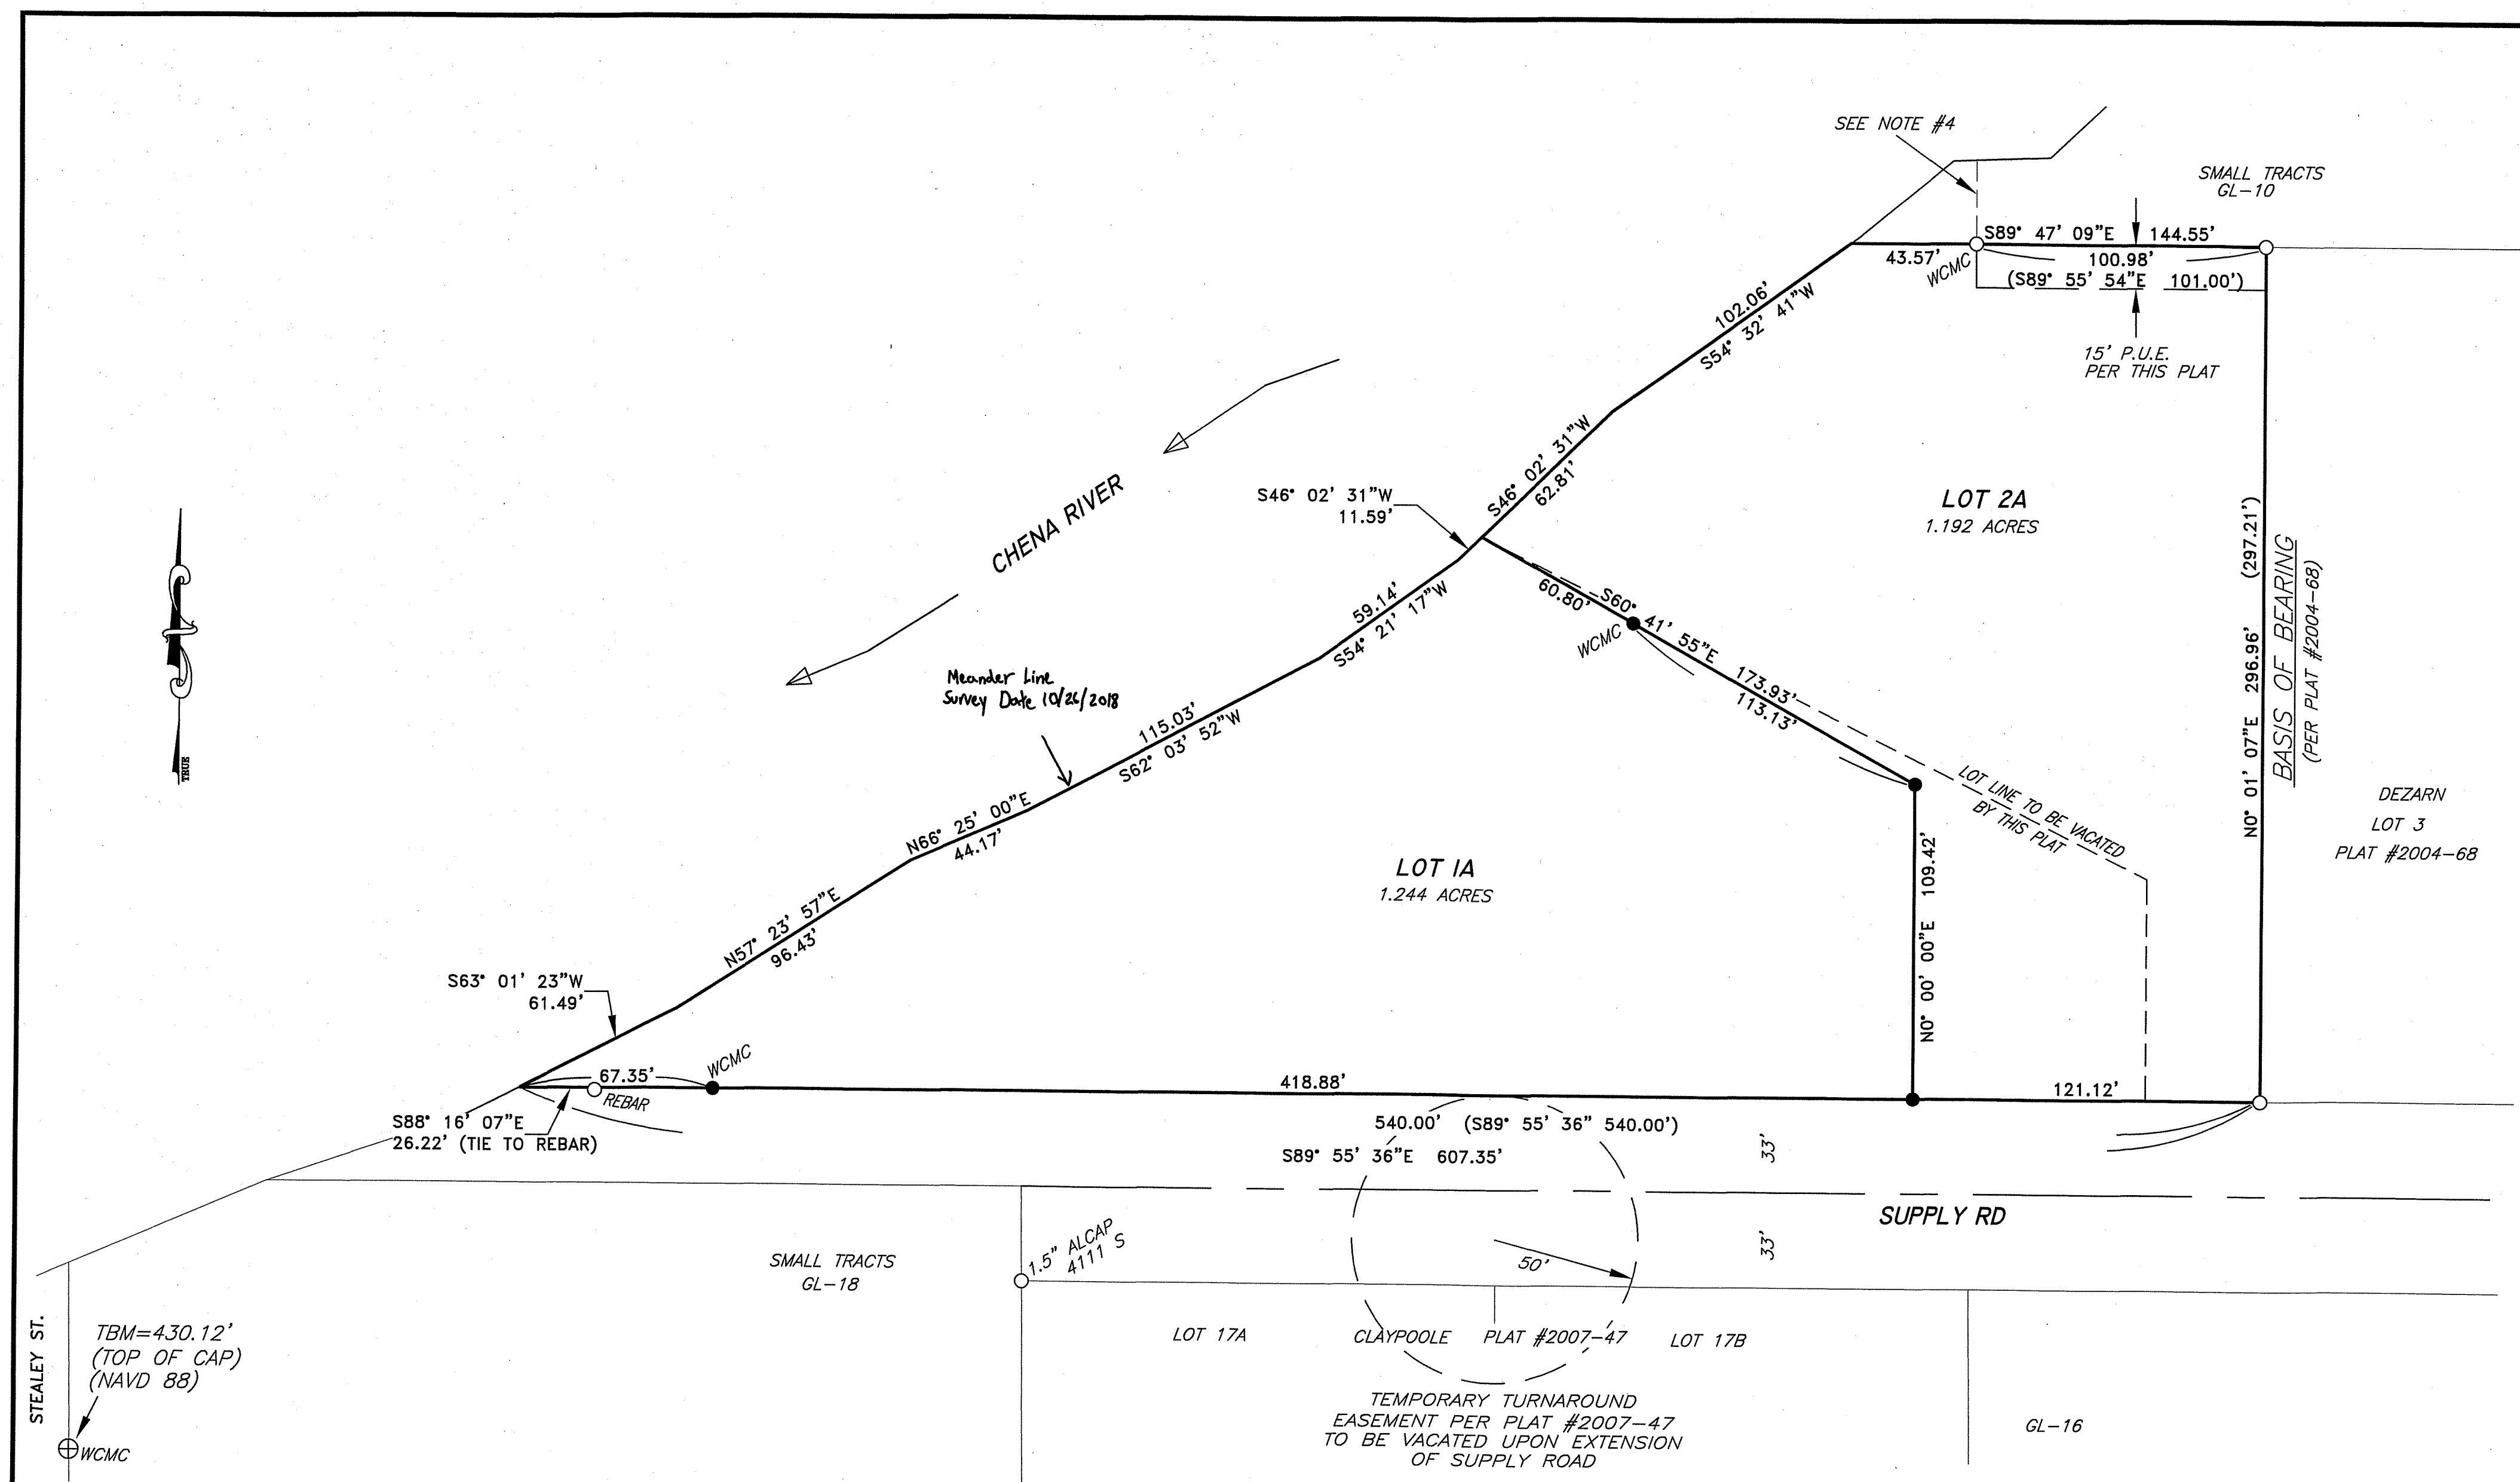 SEE NOTE #4
SMALL TRACTS
GL-10
S89° 47' 09"E 144.55'
43.57'
WCMC
100.98'
(S89° 55' 54"E 101.00')
15' P.U.E.
PER THIS PLAT
102.06'
S54° 32' 41"W
S46° 02' 31"W
62.81'
S46° 02' 31"W
11.59'
CHENA RIVER
LOT 2A
1.192 ACRES
N0° 01' 07"E 296.96' (297.21')
BASIS OF BEARING
(PER PLAT #2004-68)
59.14'
S54° 21' 17"W
S60° 41' 55"E 173.93'
60.80'
WCMC
113.13'
TRUE
Meander Line
Survey Date 10/26/2018
115.03'
S62° 03' 52"W
LOT LINE TO BE VACATED
BY THIS PLAT
DEZARN
LOT 3
PLAT #2004-68
N66° 25' 00"E
44.17'
LOT 1A
1.244 ACRES
N0° 00' 00"E 109.42'
N57° 23' 57"E
96.43'
S63° 01' 23"W
61.49'
67.35'
WCMC
REBAR
418.88'
121.12'
S88° 16' 07"E
26.22' (TIE TO REBAR)
540.00' (S89° 55' 36" 540.00')
S89° 55' 36"E 607.35'
33'
SUPPLY RD
33'
1.5" ALCAP
4111 S
SMALL TRACTS
GL-18
50'
STEALEY ST.
TBM=430.12'
(TOP OF CAP)
(NAVD 88)
WCMC
LOT 17A
CLAYPOOLE PLAT #2007-47
LOT 17B
TEMPORARY TURNAROUND
EASEMENT PER PLAT #2007-47
TO BE VACATED UPON EXTENSION
OF SUPPLY ROAD
GL-16